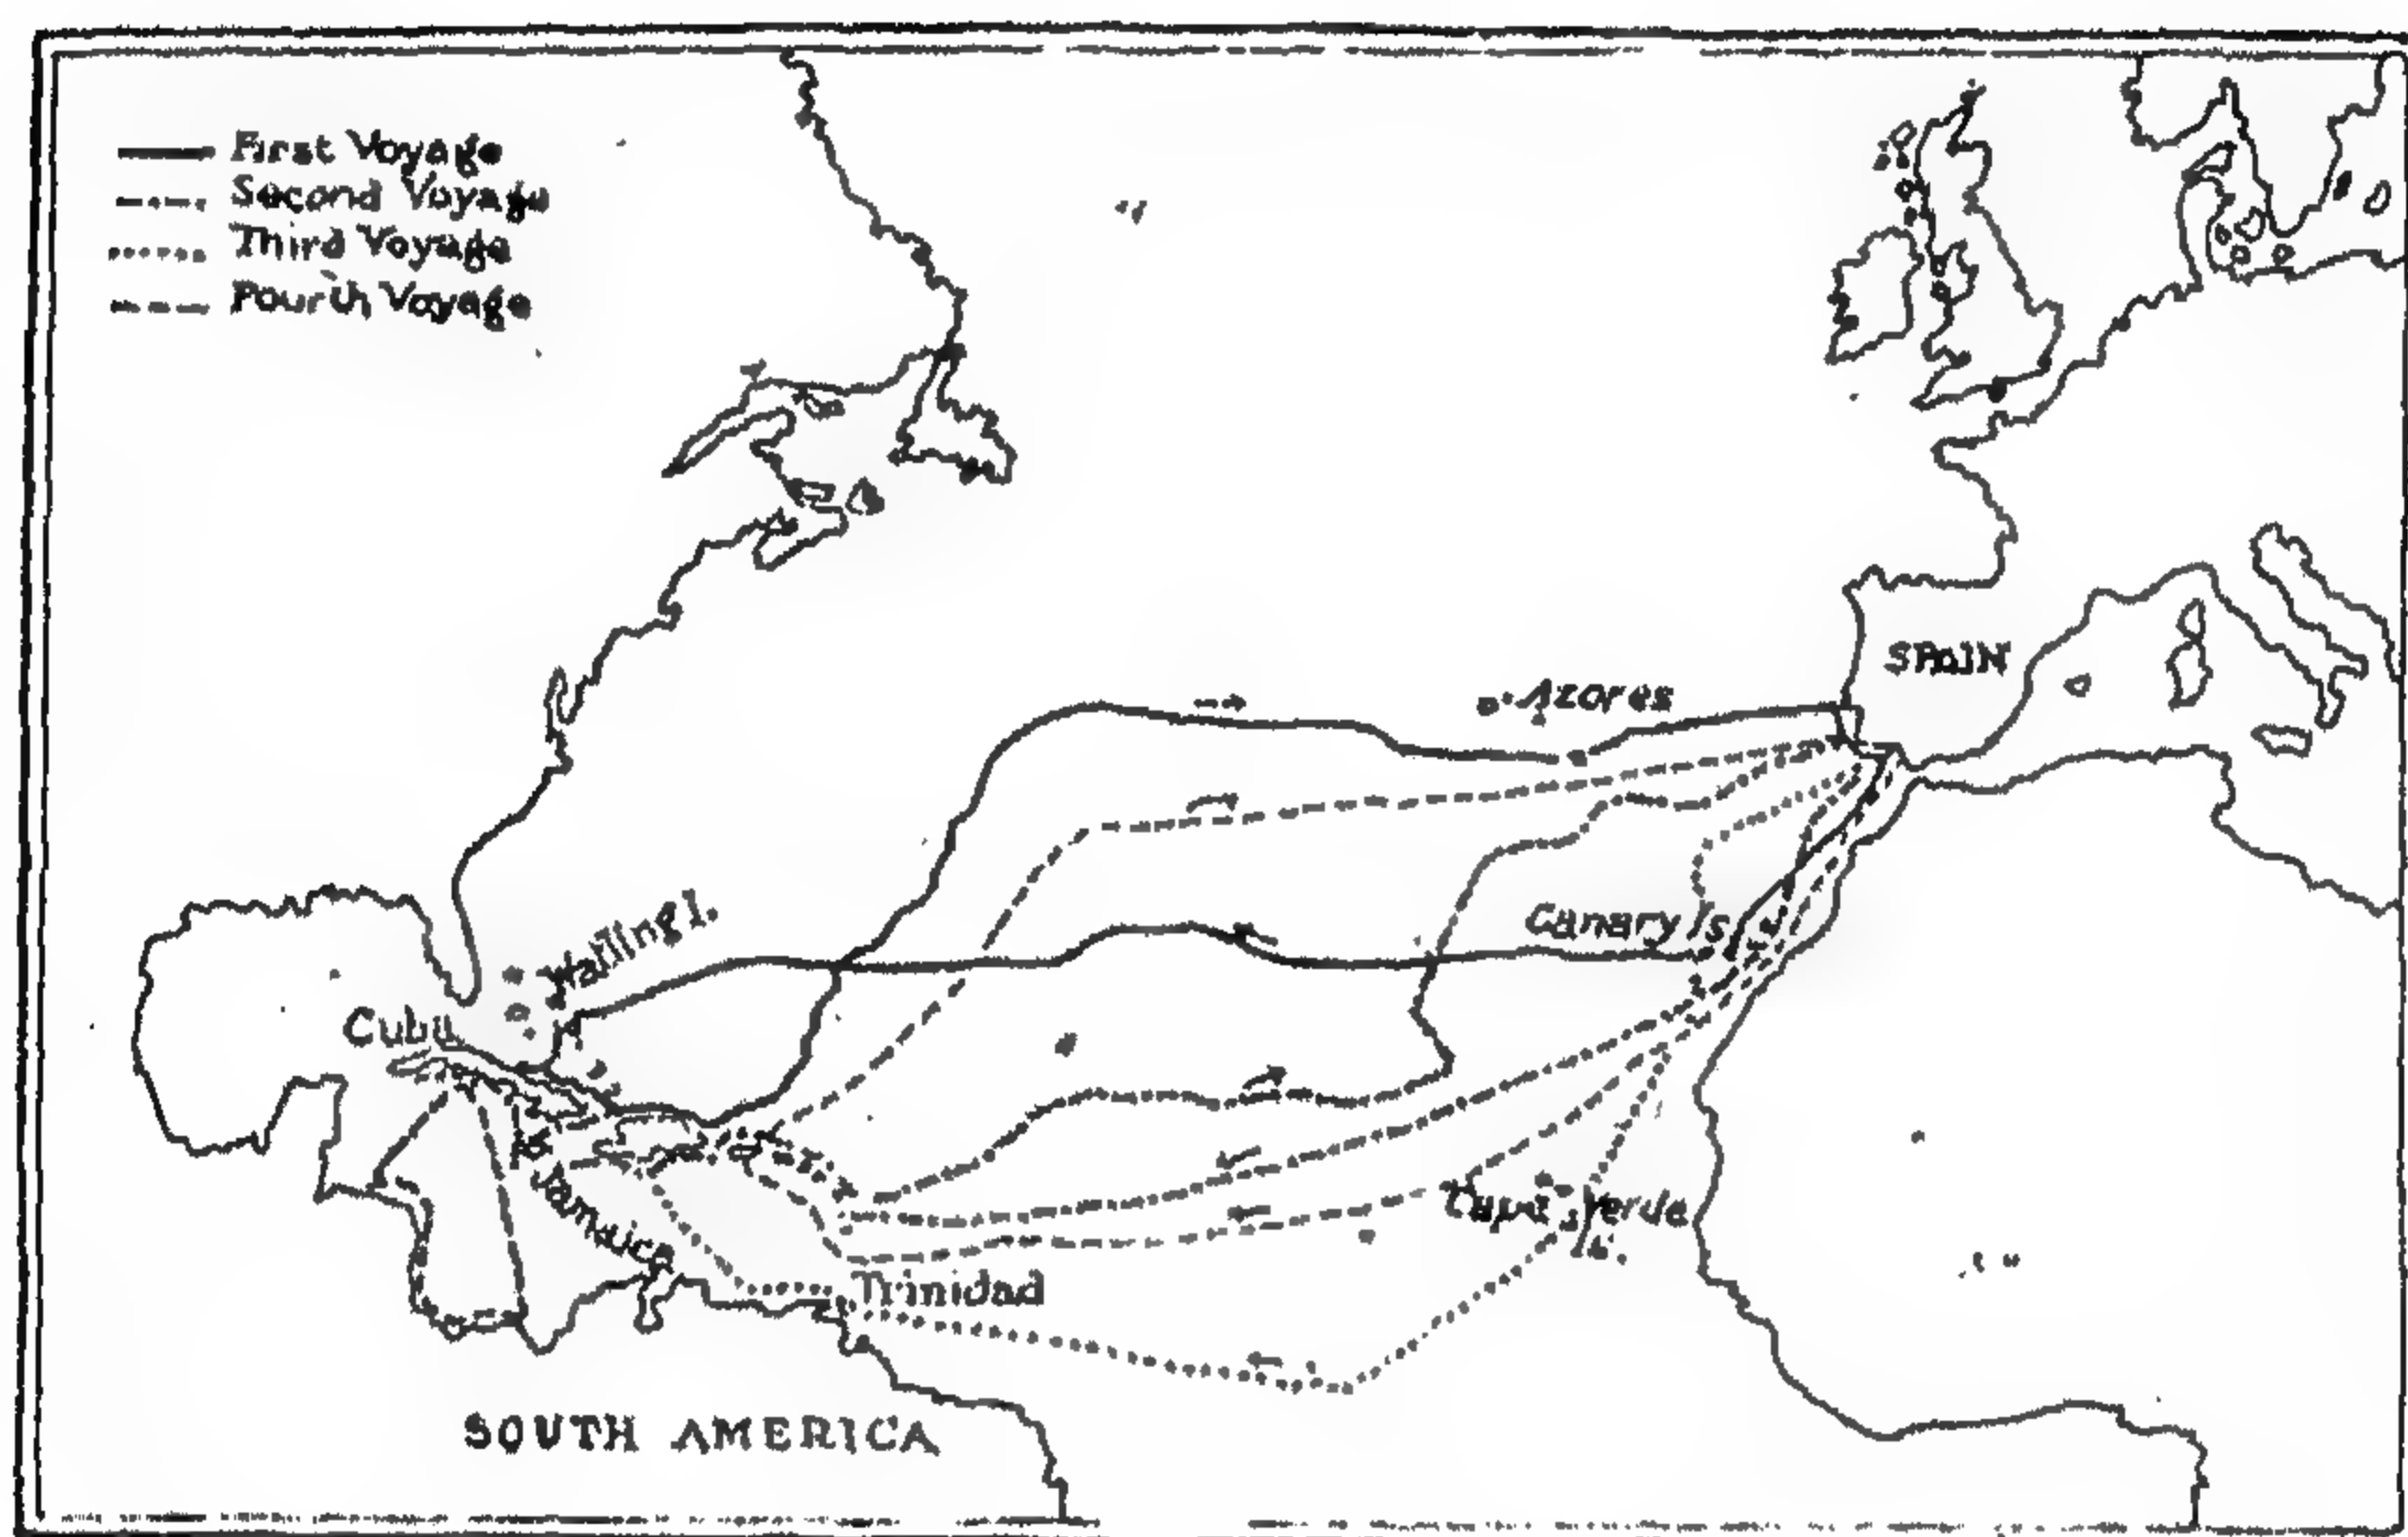 First Voyage
Second Voyage
Third Voyage
Fourth Voyage
SPAIN
Azores
Canary Is
Watling I.
Cuba
Jamaica
Cape Verde
Is.
Trinidad
SOUTH AMERICA